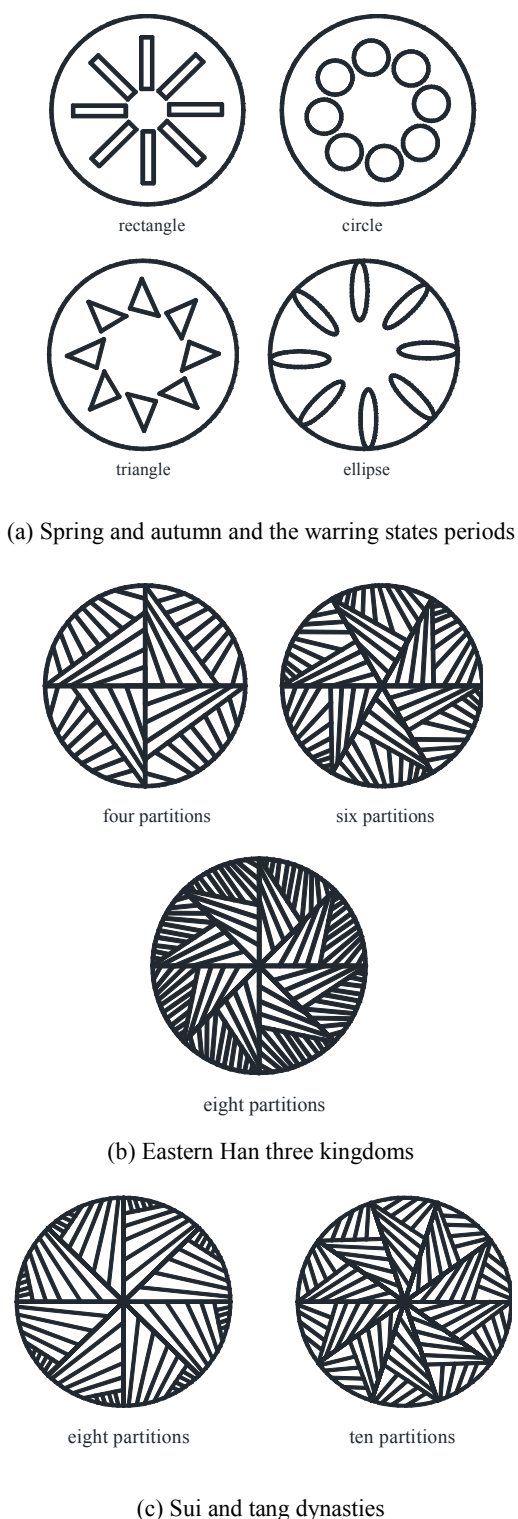 rectangle circle
triangle ellipse
(a) Spring and autumn and the warring states periods
four partitions six partitions
eight partitions
(b) Eastern Han three kingdoms
eight partitions ten partitions
(c) Sui and tang dynasties